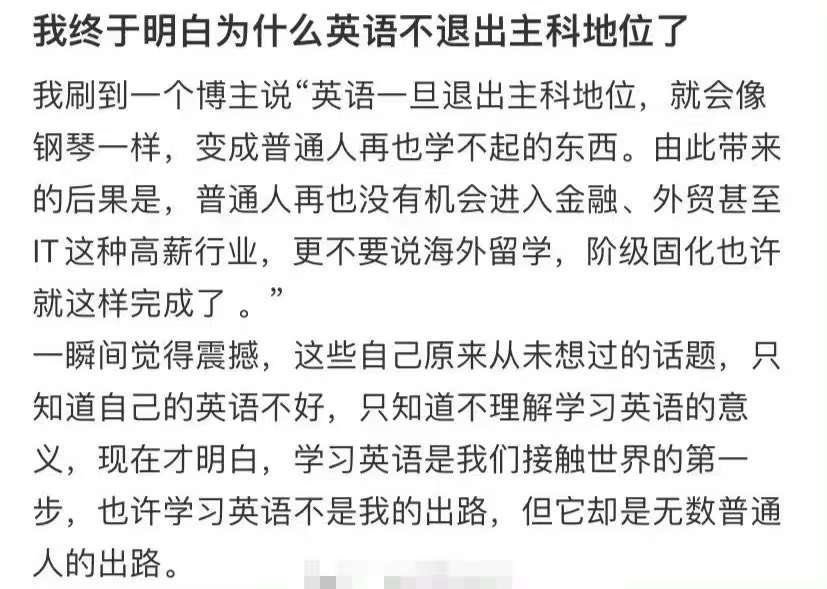 我终于明白为什么英语不退出主科地位了
我刷到一个博主说“英语一旦退出主科地位，就会像
钢琴一样，变成普通人再也学不起的东西。由此带来
的后果是，普通人再也没有机会进入金融、外贸甚至
IT这种高薪行业，更不要说海外留学，阶级固化也许
就这样完成了 。”
一瞬间觉得震撼，这些自己原来从未想过的话题，只
知道自己的英语不好，只知道不理解学习英语的意
义，现在才明白，学习英语是我们接触世界的第一
步，也许学习英语不是我的出路，但它却是无数普通
人的出路。